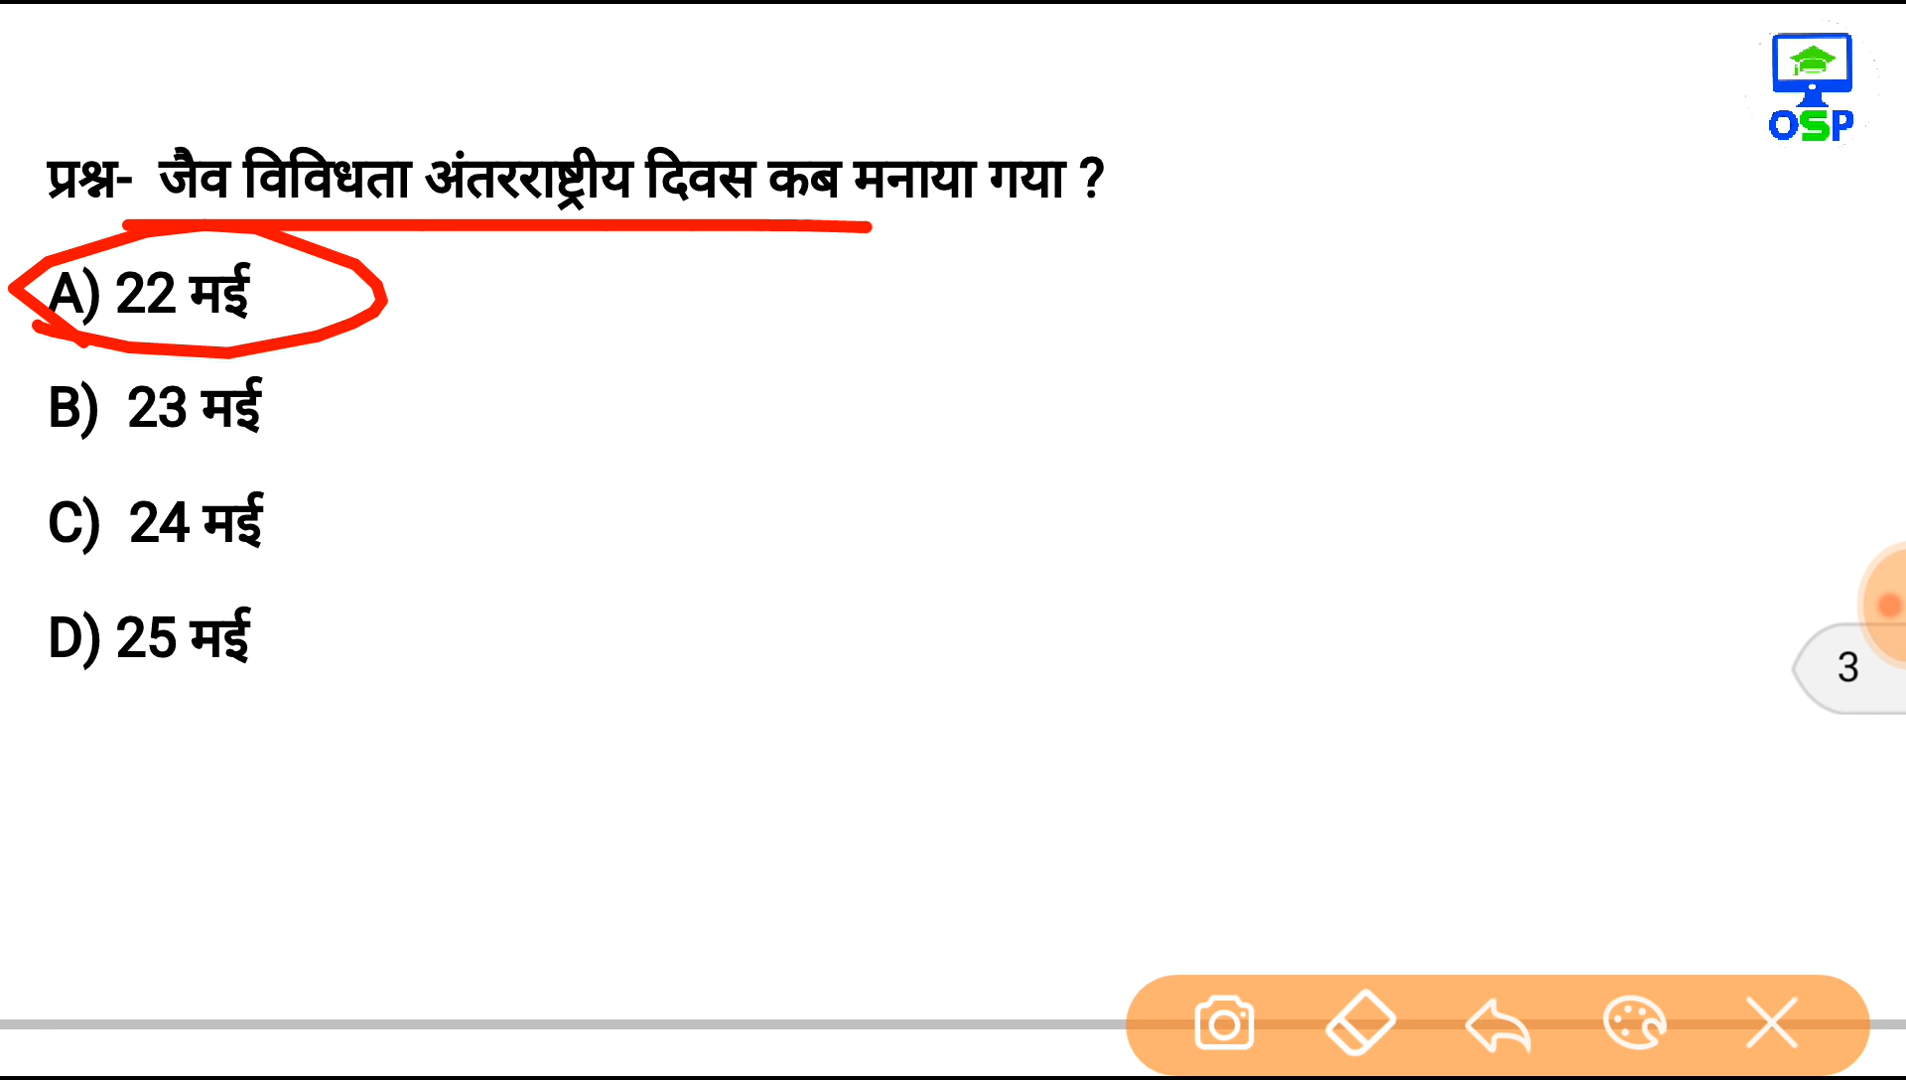 OSP
प्रश्न-  जैव विविधता अंतरराष्ट्रीय दिवस कब मनाया गया ?
A) 22 मई
B)  23 मई
C)  24 मई
D) 25 मई
3